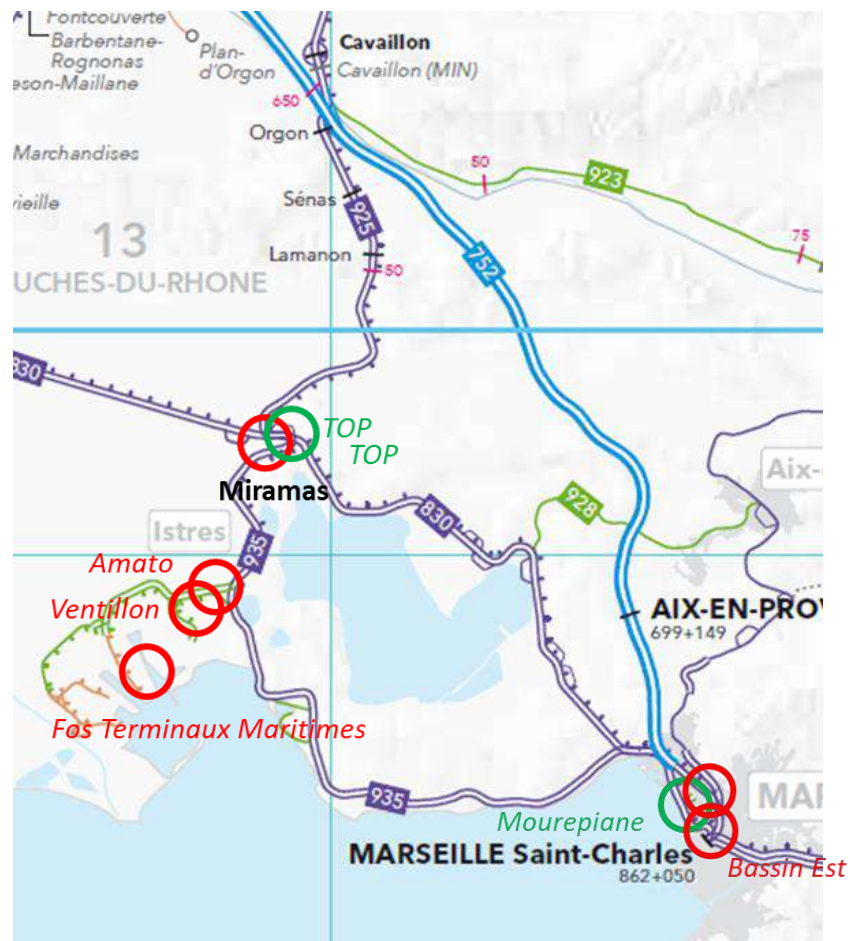 Fontcouverte
Barbentane-
Rognonas
eson-Maillane
Plan-
d'Orgon
Cavaillon
Cavaillon (MIN)
650
Orgon
Marchandises
50
923
Sénas
vieille
925
75
13
Lamanon
50
752
UCHES-DU-RHONE
830
TOP
TOP
Miramas
Aix-
928
830
Istres
935
Amato
Ventillon
AIX-EN-PROV
699+149
Fos Terminaux Maritimes
935
MAR
Mourepiane
MARSEILLE Saint-Charles
862+050
Bassin Est